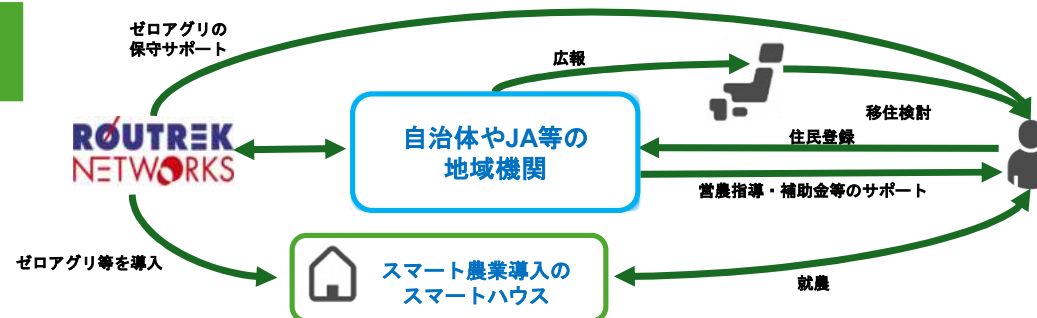 ゼロアグリの
保守サポート
広報
移住検討
ROUTREK
NETWORKS
自治体やJA等の
地域機関
住民登録
営農指導・補助金等のサポート
ゼロアグリ等を導入
スマート農業導入の
スマートハウス
就農